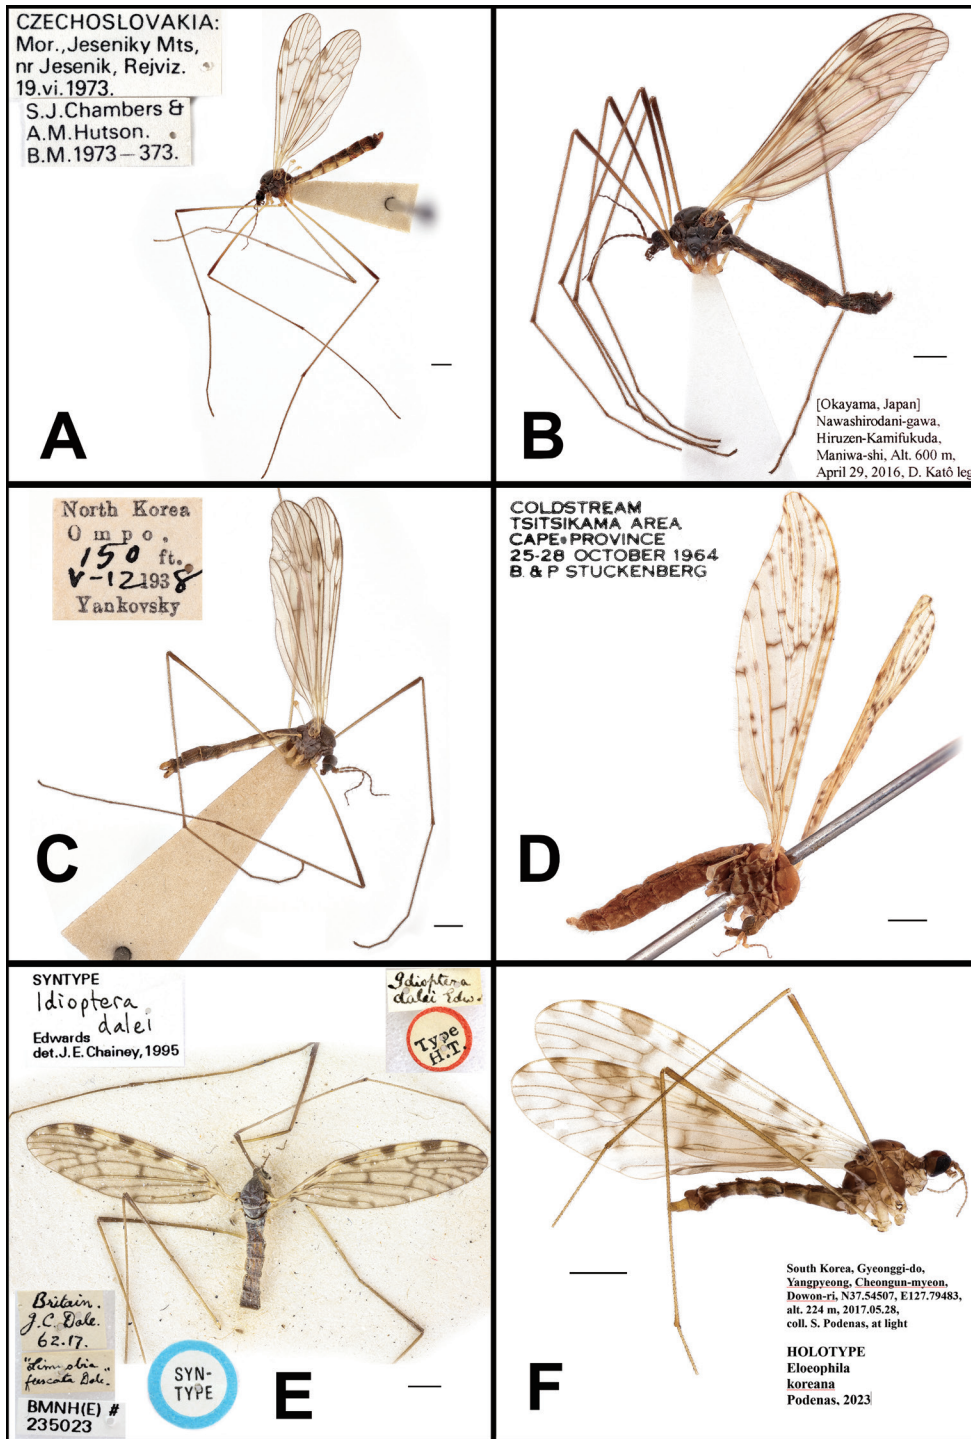 CZECHOSLOVAKIA:
Mor., Jeseniky Mts,
nr Jesenik, Rejviz.
19.vi.1973.
S.J.Chambers &
A.M.Hutson.
B.M.1973—373.
A
[Okayama, Japan]
Nawashirodani-gawa,
Hiruzen-Kamifukuda,
Maniwa-shi, Alt. 600 m,
April 29, 2016, D. Katô leg
B
North Korea
Ompo,
150 ft.
V-12 1938
Yankovsky
C
COLDSTREAM
TSITSIKAMA AREA
CAPE PROVINCE
25-28 OCTOBER 1964
B. & P STUCKENBERG
D
SYNTYPE
Idioptera
dalei
Edwards
det. J.E. Chainey, 1995
Idioptera
dalei Edw.
Type
H.T.
Britain.
J.C. Dale.
62.17.
"Limnobia
fuscata Dale.
BMNH(E) #
235023
SYN-
TYPE
E
South Korea, Gyeonggi-do,
Yangpyeong, Cheongun-myeon,
Dowon-ri, N37.54507, E127.79483,
alt. 224 m, 2017.05.28,
coll. S. Podenas, at light
HOLOTYPE
Eloeophila
koreana
Podenas, 2023
F